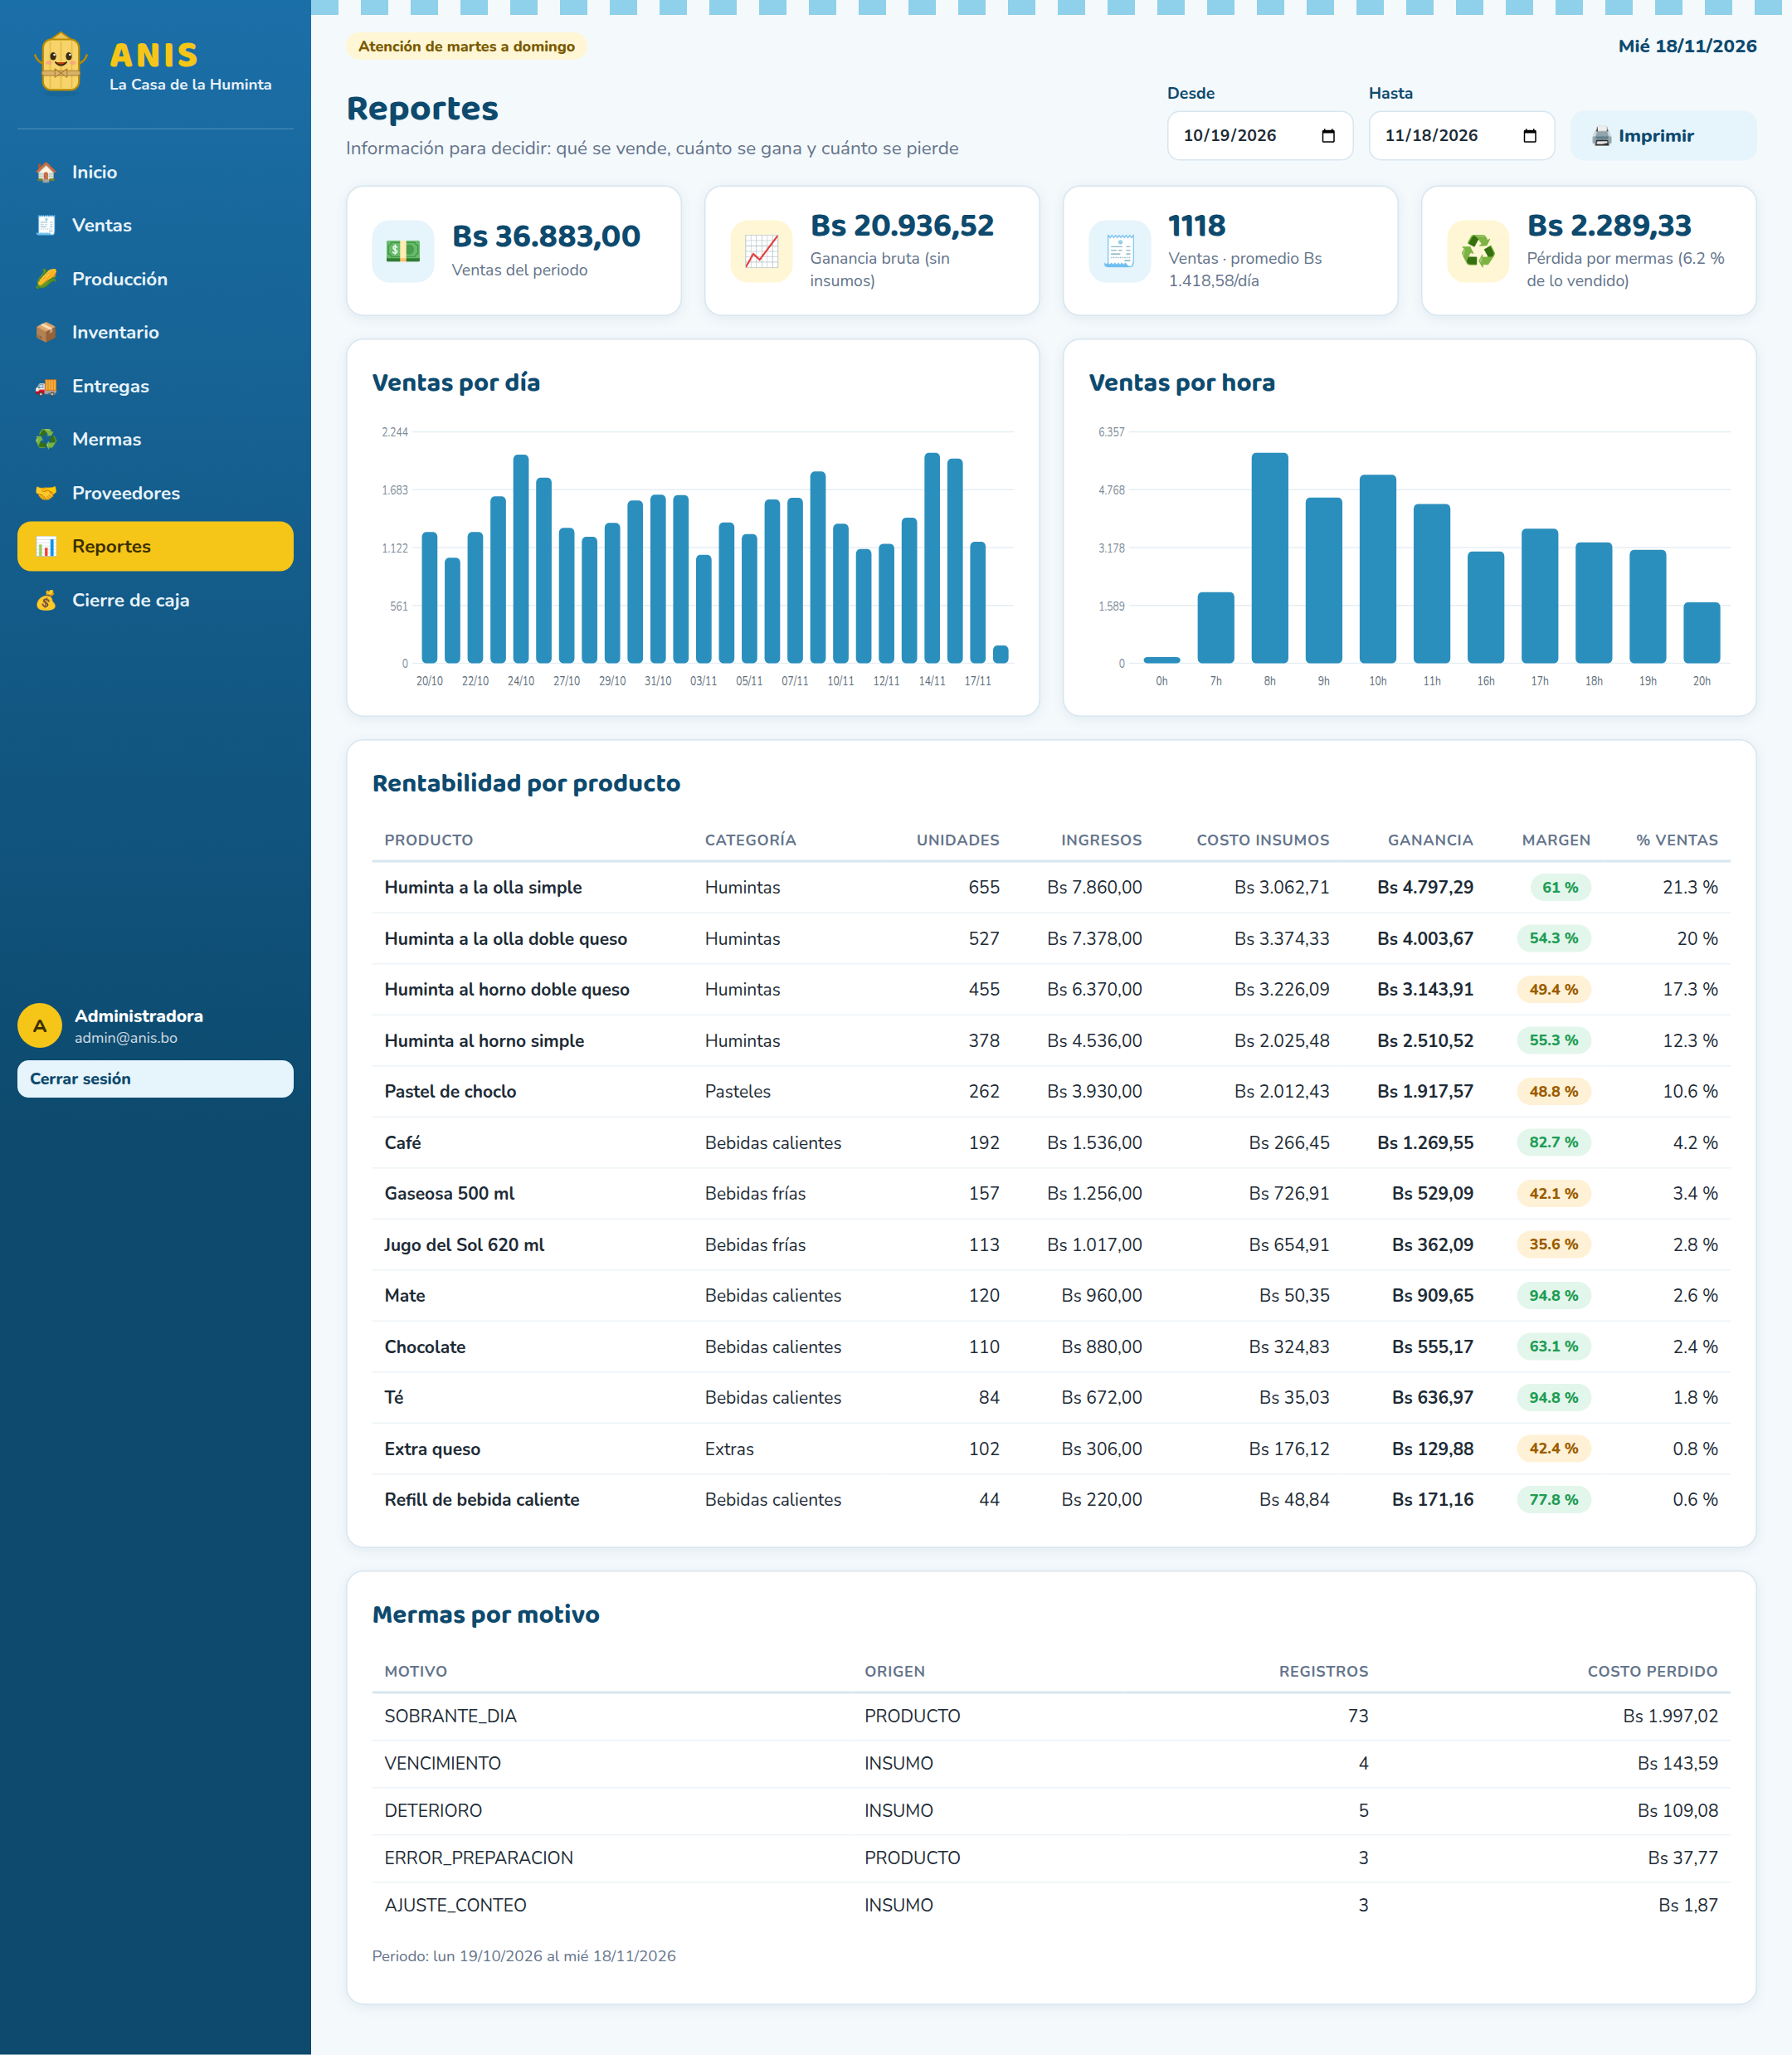 ANIS
La Casa de la Huminta
Inicio
Ventas
Producción
Inventario
Entregas
Mermas
Proveedores
Reportes
Cierre de caja
A
Administradora
admin@anis.bo
Cerrar sesión
Atención de martes a domingo
Mié 18/11/2026
Reportes
Información para decidir: qué se vende, cuánto se gana y cuánto se pierde
Desde
10/19/2026
Hasta
11/18/2026
Imprimir
Bs 36.883,00
Ventas del periodo
Bs 20.936,52
Ganancia bruta (sin
insumos)
1118
Ventas · promedio Bs
1.418,58/día
Bs 2.289,33
Pérdida por mermas (6.2 %
de lo vendido)
Ventas por día
2.244
1.683
1.122
561
0
20/10 22/10 24/10 27/10 29/10 31/10 03/11 05/11 07/11 10/11 12/11 14/11 17/11
Ventas por hora
6.357
4.768
3.178
1.589
0
0h 7h 8h 9h 10h 11h 16h 17h 18h 19h 20h
Rentabilidad por producto
PRODUCTO CATEGORÍA UNIDADES INGRESOS COSTO INSUMOS GANANCIA MARGEN % VENTAS
Huminta a la olla simple Humintas 655 Bs 7.860,00 Bs 3.062,71 Bs 4.797,29 61 % 21.3 %
Huminta a la olla doble queso Humintas 527 Bs 7.378,00 Bs 3.374,33 Bs 4.003,67 54.3 % 20 %
Huminta al horno doble queso Humintas 455 Bs 6.370,00 Bs 3.226,09 Bs 3.143,91 49.4 % 17.3 %
Huminta al horno simple Humintas 378 Bs 4.536,00 Bs 2.025,48 Bs 2.510,52 55.3 % 12.3 %
Pastel de choclo Pasteles 262 Bs 3.930,00 Bs 2.012,43 Bs 1.917,57 48.8 % 10.6 %
Café Bebidas calientes 192 Bs 1.536,00 Bs 266,45 Bs 1.269,55 82.7 % 4.2 %
Gaseosa 500 ml Bebidas frías 157 Bs 1.256,00 Bs 726,91 Bs 529,09 42.1 % 3.4 %
Jugo del Sol 620 ml Bebidas frías 113 Bs 1.017,00 Bs 654,91 Bs 362,09 35.6 % 2.8 %
Mate Bebidas calientes 120 Bs 960,00 Bs 50,35 Bs 909,65 94.8 % 2.6 %
Chocolate Bebidas calientes 110 Bs 880,00 Bs 324,83 Bs 555,17 63.1 % 2.4 %
Té Bebidas calientes 84 Bs 672,00 Bs 35,03 Bs 636,97 94.8 % 1.8 %
Extra queso Extras 102 Bs 306,00 Bs 176,12 Bs 129,88 42.4 % 0.8 %
Refill de bebida caliente Bebidas calientes 44 Bs 220,00 Bs 48,84 Bs 171,16 77.8 % 0.6 %
Mermas por motivo
MOTIVO ORIGEN REGISTROS COSTO PERDIDO
SOBRANTE_DIA PRODUCTO 73 Bs 1.997,02
VENCIMIENTO INSUMO 4 Bs 143,59
DETERIORO INSUMO 5 Bs 109,08
ERROR_PREPARACION PRODUCTO 3 Bs 37,77
AJUSTE_CONTEO INSUMO 3 Bs 1,87
Periodo: lun 19/10/2026 al mié 18/11/2026